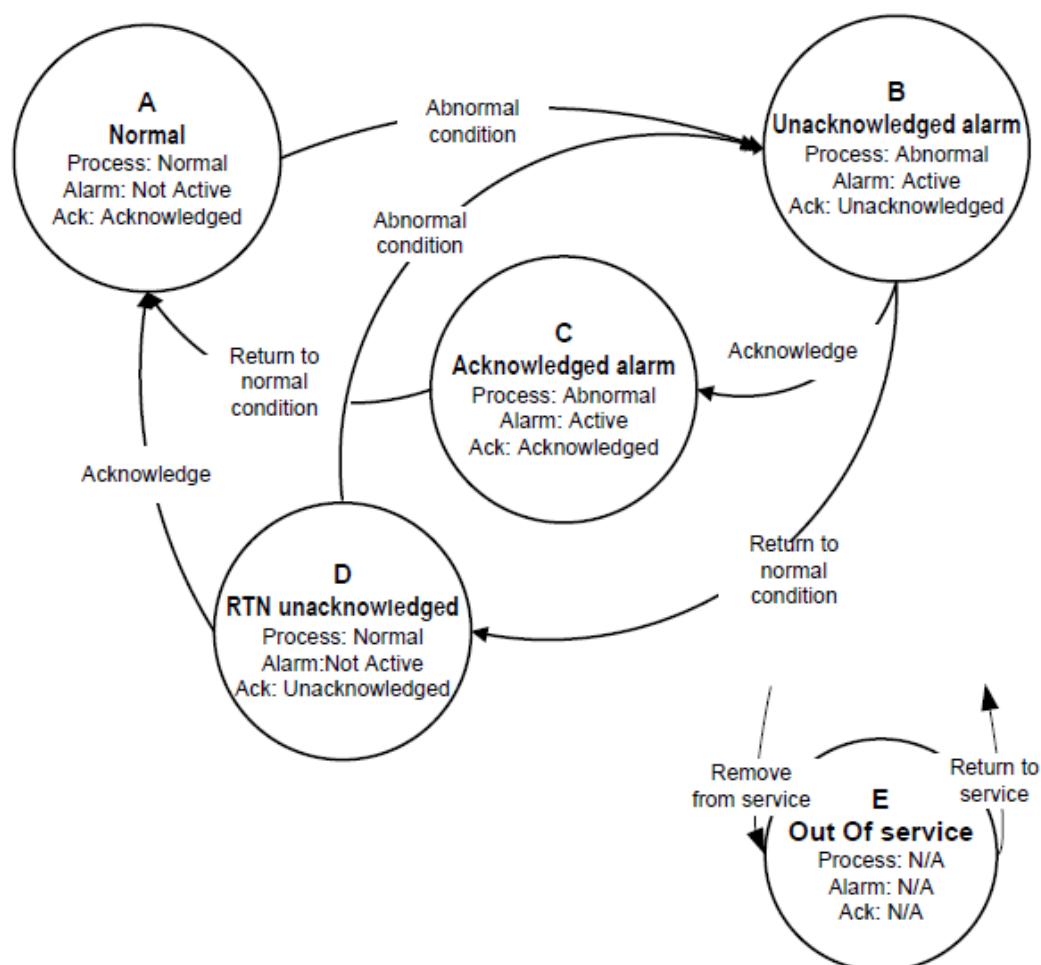 A
Normal
Process: Normal
Alarm: Not Active
Ack: Acknowledged
Abnormal
condition
B
Unacknowledged alarm
Process: Abnormal
Alarm: Active
Ack: Unacknowledged
Abnormal
condition
C
Acknowledged alarm
Process: Abnormal
Alarm: Active
Ack: Acknowledged
Acknowledge
Return to
normal
condition
Acknowledge
D
RTN unacknowledged
Process: Normal
Alarm:Not Active
Ack: Unacknowledged
Return to
normal
condition
Remove
from service
E
Out Of service
Process: N/A
Alarm: N/A
Ack: N/A
Return to
service